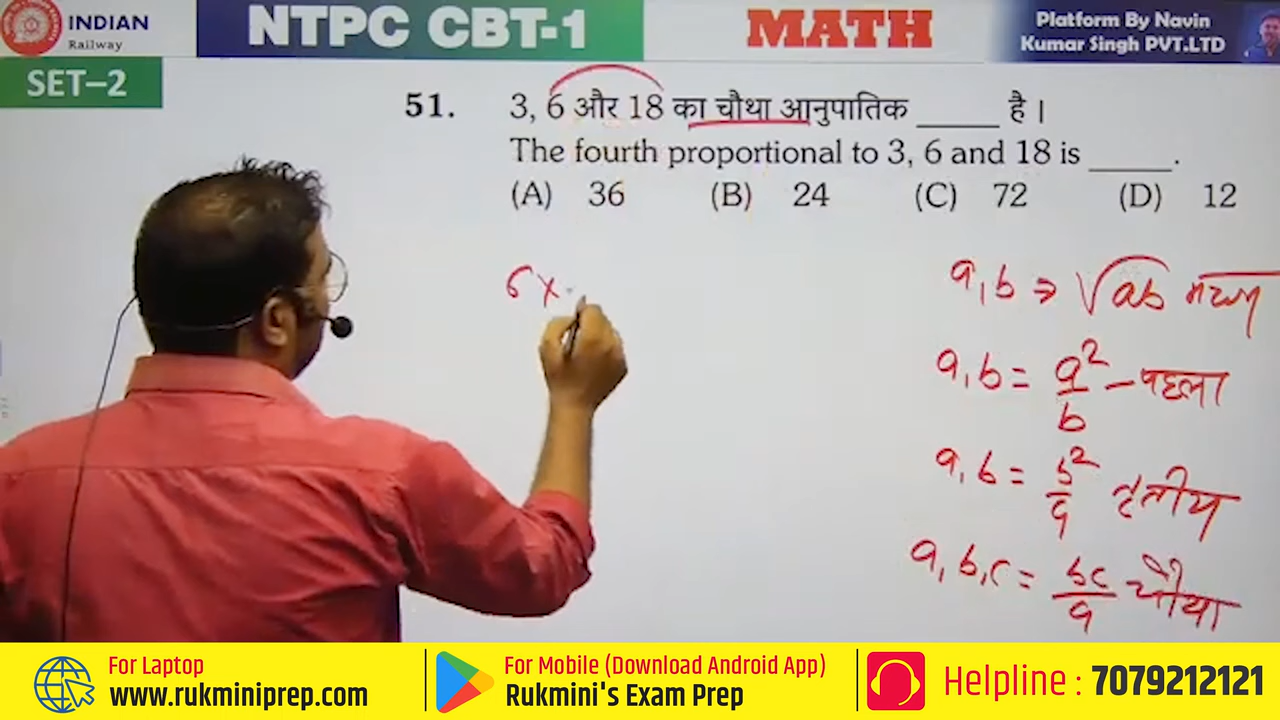 INDIAN
Railway
NTPC CBT-1
MATH
Platform By Navin
Kumar Singh PVT.LTD
SET–2
51. 3, 6 और 18 का चौथा आनुपातिक _____ है।
The fourth proportional to 3, 6 and 18 is _____.
(A) 36 (B) 24 (C) 72 (D) 12
6×
a,b ⇒ √ab मध्य
a,b = a²/b – पहला
a,b = b²/a तृतीय
a,b,c = bc/a चौथा
For Laptop
www.rukminiprep.com
For Mobile (Download Android App)
Rukmini's Exam Prep
Helpline : 7079212121